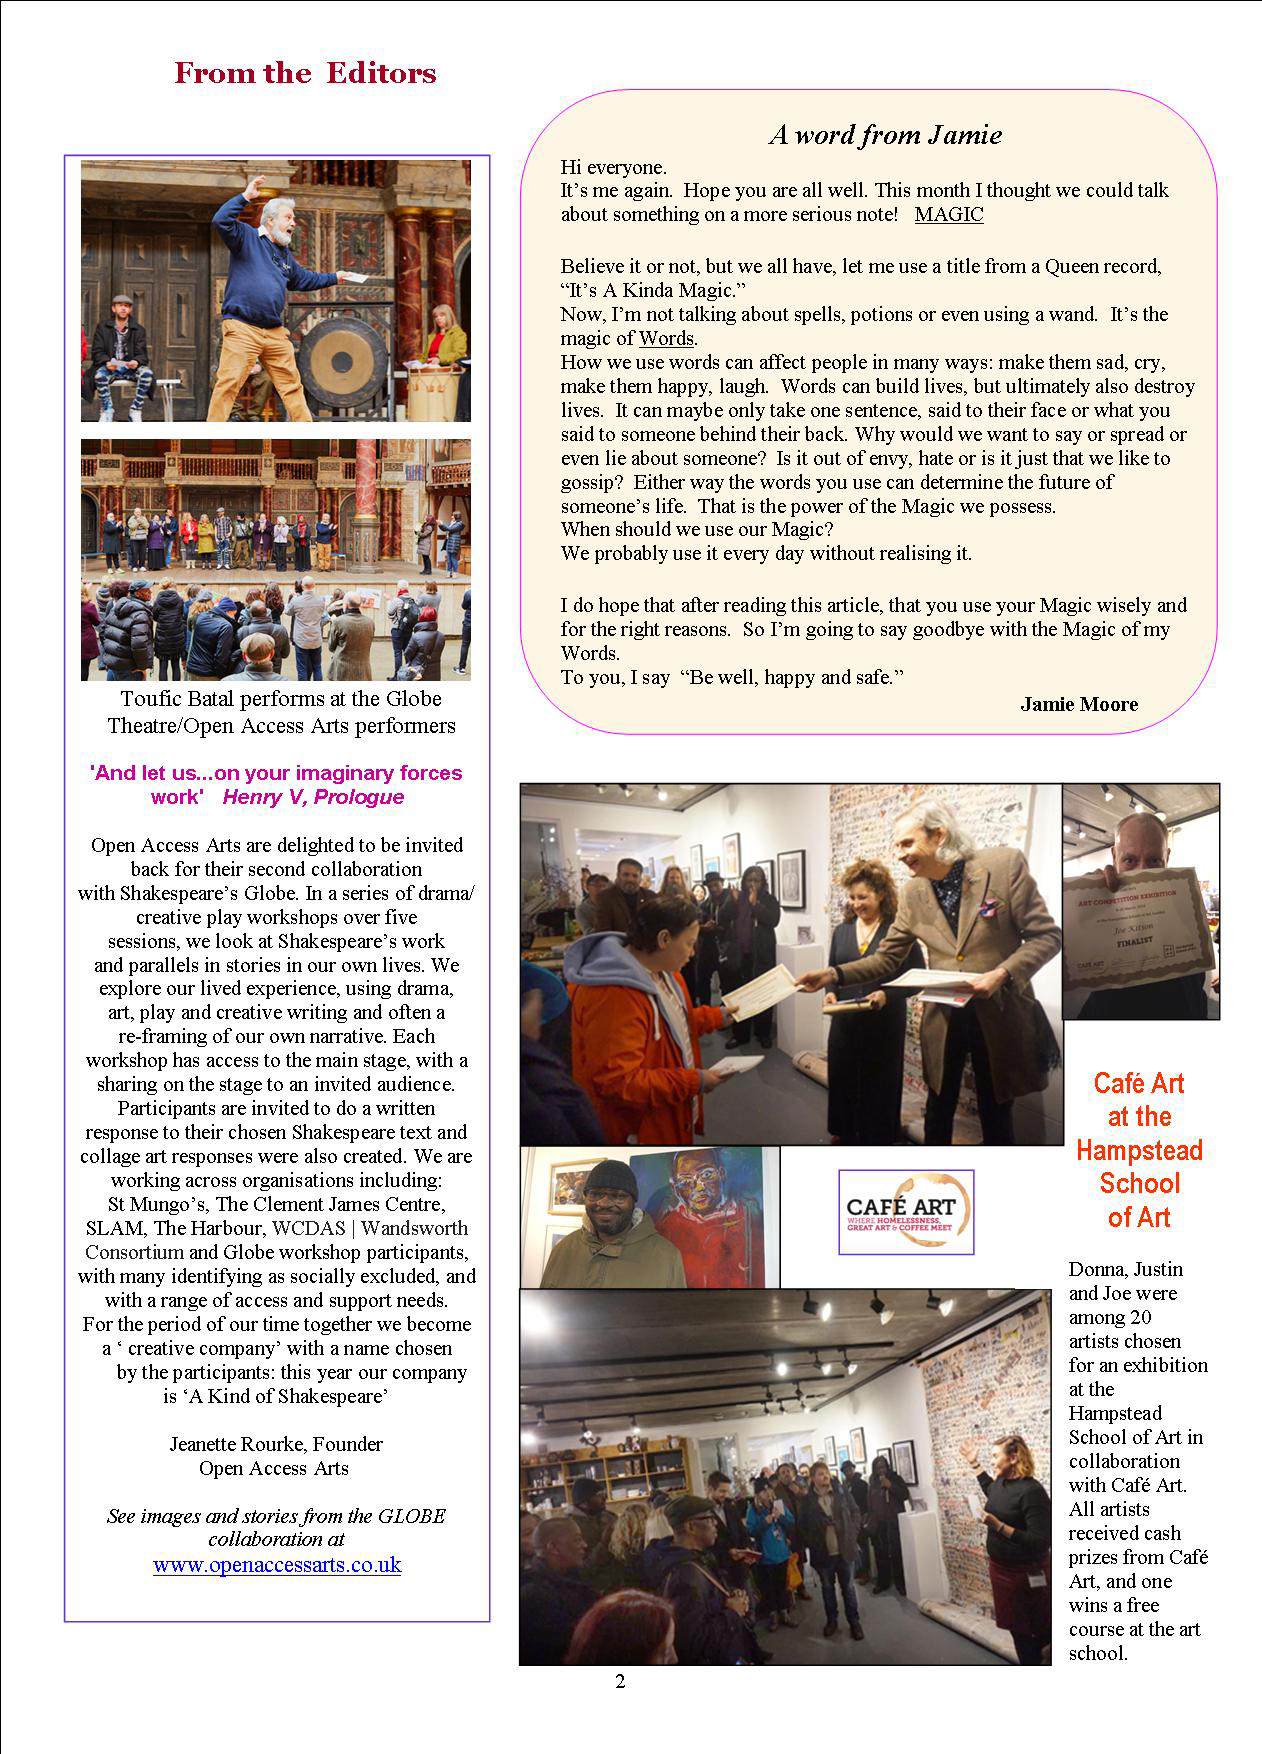 From the  Editors
Toufic Batal performs at the Globe
Theatre/Open Access Arts performers
'And let us...on your imaginary forces
work'   Henry V, Prologue
Open Access Arts are delighted to be invited
back for their second collaboration
with Shakespeare’s Globe. In a series of drama/
creative play workshops over five
sessions, we look at Shakespeare’s work
and parallels in stories in our own lives. We
explore our lived experience, using drama,
art, play and creative writing and often a
re-framing of our own narrative. Each
workshop has access to the main stage, with a
sharing on the stage to an invited audience.
Participants are invited to do a written
response to their chosen Shakespeare text and
collage art responses were also created. We are
working across organisations including:
St Mungo’s, The Clement James Centre,
SLAM, The Harbour, WCDAS | Wandsworth
Consortium and Globe workshop participants,
with many identifying as socially excluded, and
with a range of access and support needs.
For the period of our time together we become
a ‘ creative company’ with a name chosen
by the participants: this year our company
is ‘A Kind of Shakespeare’
Jeanette Rourke, Founder
Open Access Arts
See images and stories from the GLOBE
collaboration at
www.openaccessarts.co.uk
A word from Jamie
Hi everyone.
It’s me again.  Hope you are all well. This month I thought we could talk
about something on a more serious note!   MAGIC
Believe it or not, but we all have, let me use a title from a Queen record,
“It’s A Kinda Magic.”
Now, I’m not talking about spells, potions or even using a wand.  It’s the
magic of Words.
How we use words can affect people in many ways: make them sad, cry,
make them happy, laugh.  Words can build lives, but ultimately also destroy
lives.  It can maybe only take one sentence, said to their face or what you
said to someone behind their back. Why would we want to say or spread or
even lie about someone?  Is it out of envy, hate or is it just that we like to
gossip?  Either way the words you use can determine the future of
someone’s life.  That is the power of the Magic we possess.
When should we use our Magic?
We probably use it every day without realising it.
I do hope that after reading this article, that you use your Magic wisely and
for the right reasons.  So I’m going to say goodbye with the Magic of my
Words.
To you, I say  “Be well, happy and safe.”
Jamie Moore
ART COMPETITION EXHIBITION
Joe Kitson
FINALIST
CAFÉ ART
CAFÉ ART
WHERE HOMELESSNESS,
GREAT ART & COFFEE MEET
Café Art
at the
Hampstead
School
of Art
Donna, Justin
and Joe were
among 20
artists chosen
for an exhibition
at the
Hampstead
School of Art in
collaboration
with Café Art.
All artists
received cash
prizes from Café
Art, and one
wins a free
course at the art
school.
2